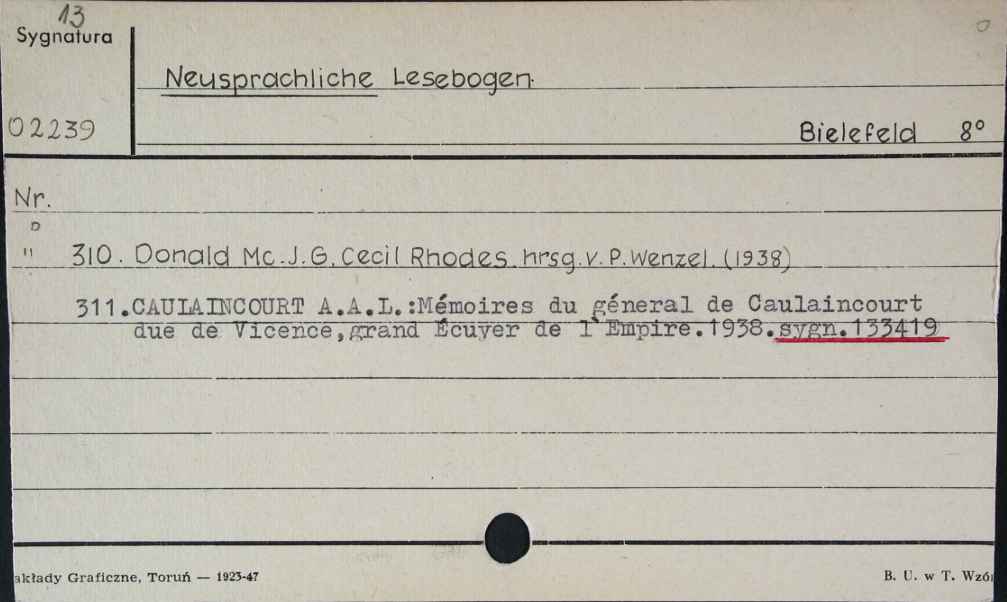 13
Sygnatura
Neusprachliche Lesebogen.
02239
Bielefeld 8°
Nr.
D
" 310. Donald Mc. J. G. Cecil Rhodes hrsg. v. P. Wenzel. (1938)
311. CAULAINCOURT A.A.L.:Mémoires du géneral de Caulaincourt
due de Vicence, grand Écuyer de l'Empire.1938.sygn.133419
akłady Graficzne, Toruń — 1923-47
B. U. w T. Wzór